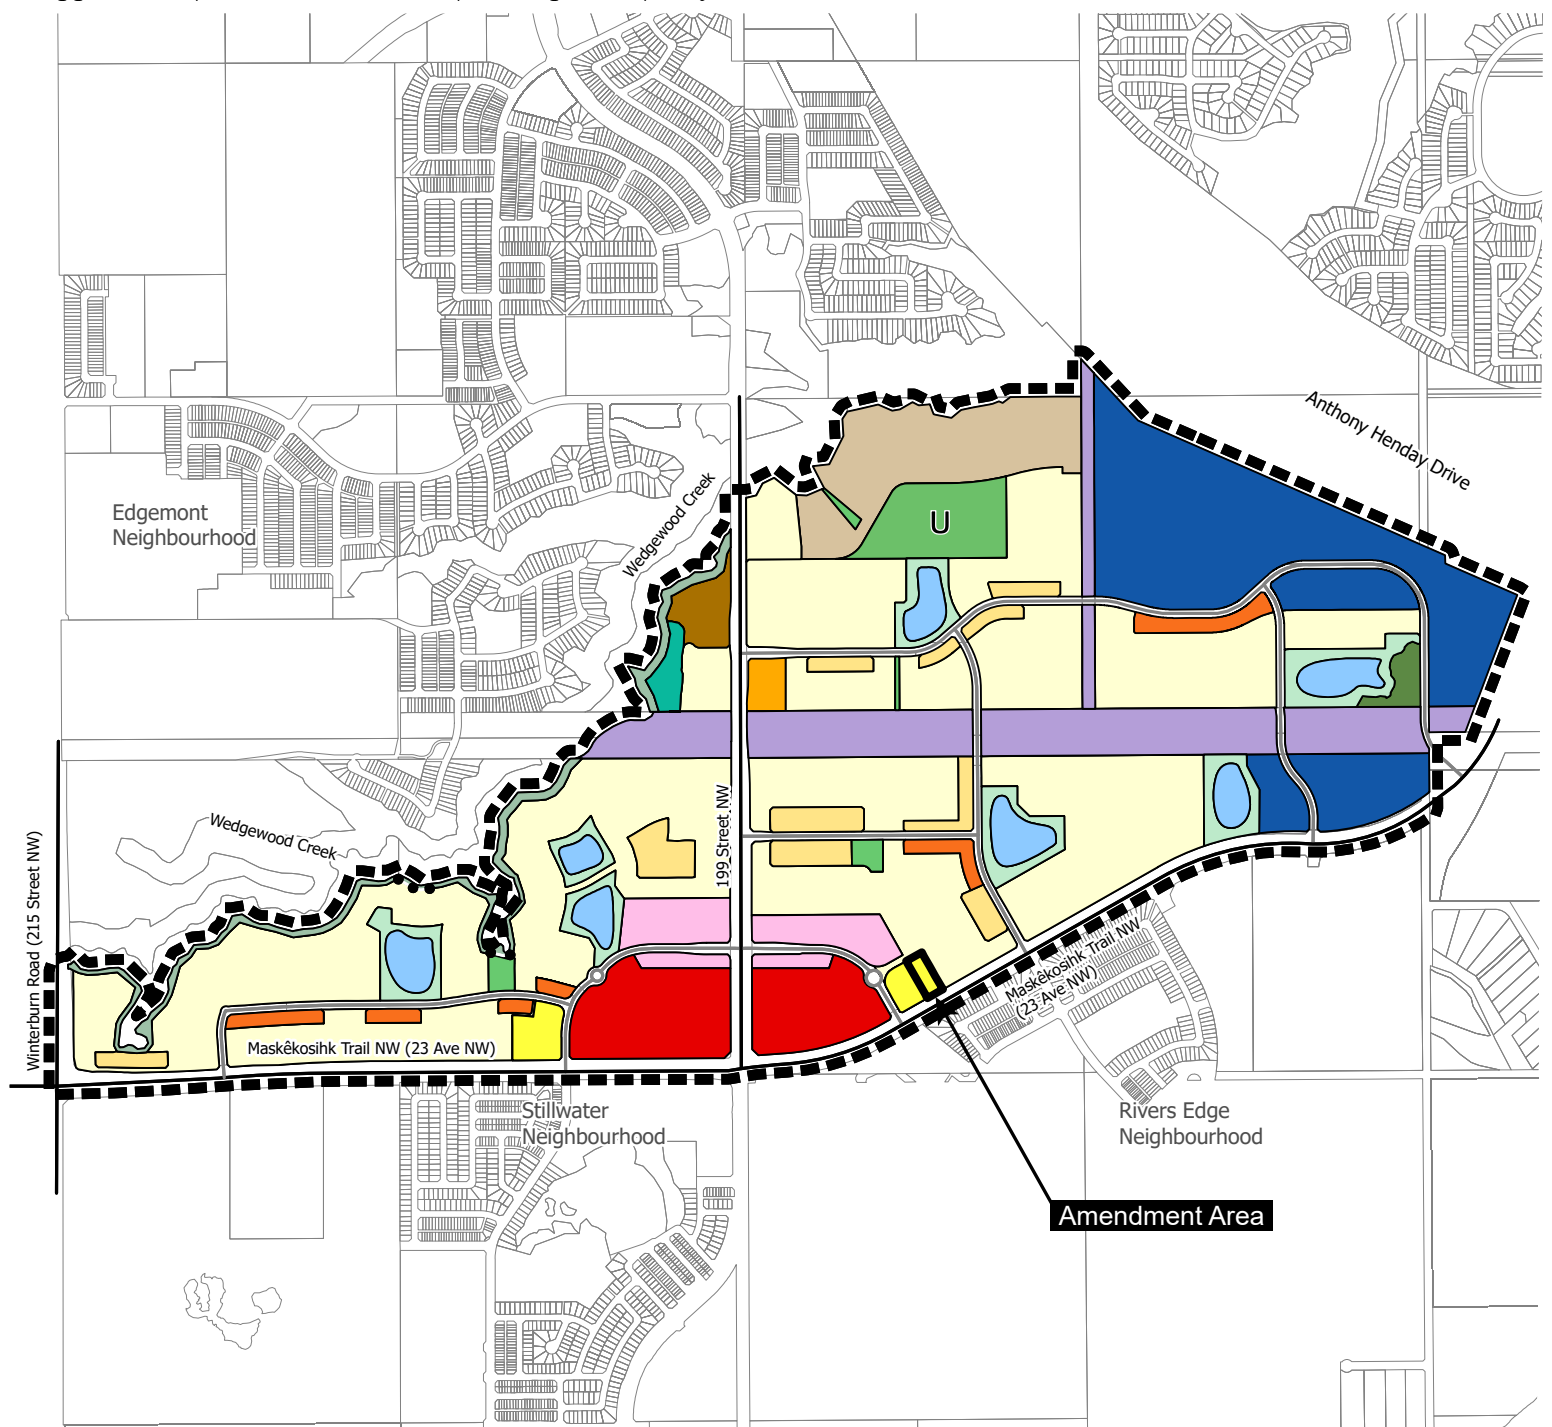 Anthony Henday Drive
Edgemont
Neighbourhood
Wedgewood Creek
U
199 Street NW
Wedgewood Creek
Winterburn Road (215 Street NW)
Maskêkosihk Trail NW
(23 Ave NW)
Maskêkosihk Trail NW (23 Ave NW)
Stillwater
Neighbourhood
Rivers Edge
Neighbourhood
Amendment Area